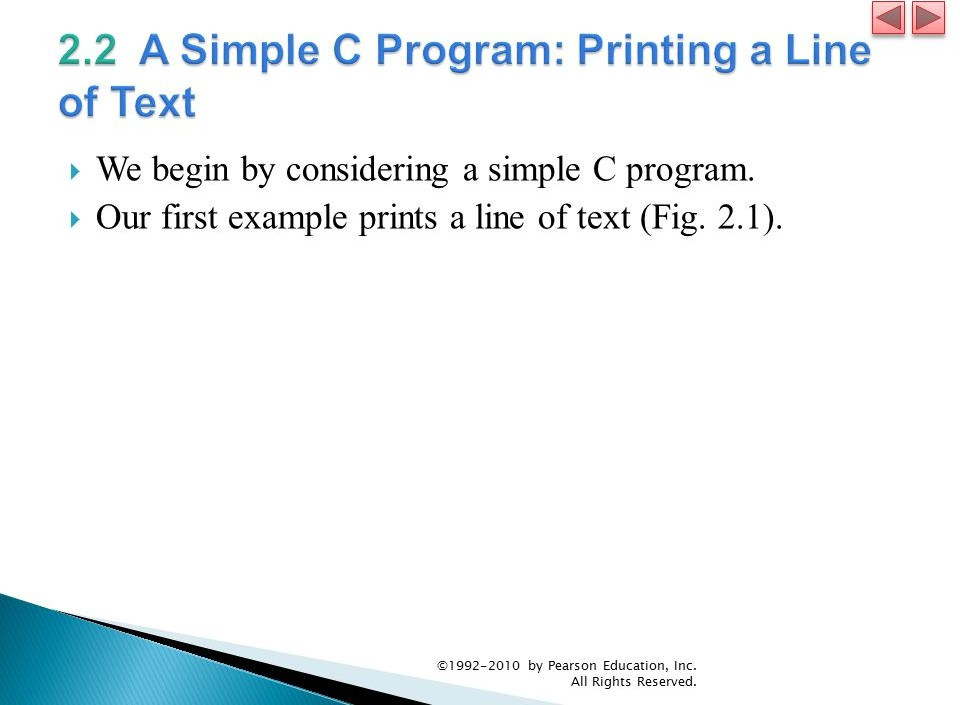 2.2 A Simple C Program: Printing a Line
of Text
We begin by considering a simple C program.
Our first example prints a line of text (Fig. 2.1).
©1992-2010 by Pearson Education, Inc.
All Rights Reserved.